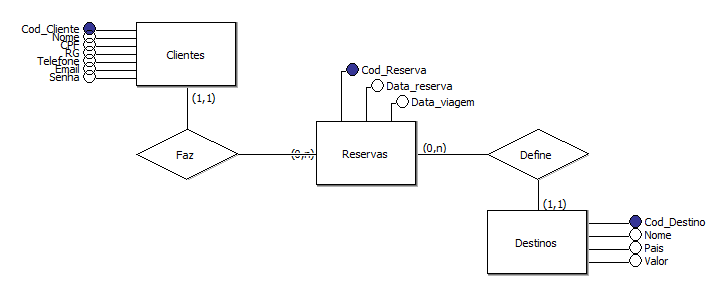 Cod_Cliente
Nome
CPF
RG
Telefone
Email
Senha
Clientes
(1,1)
Cod_Reserva
Data_reserva
Data_viagem
Faz
(0,n)
Reservas
(0,n)
Define
(1,1)
Destinos
Cod_Destino
Nome
Pais
Valor